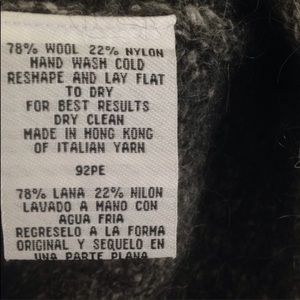 78% WOOL 22% NYLON
HAND WASH COLD
RESHAPE AND LAY FLAT
TO DRY
FOR BEST RESULTS
DRY CLEAN
MADE IN HONG KONG
OF ITALIAN YARN
92PE
78% LANA 22% NILON
LAVADO A MANO CON
AGUA FRIA
REGRESELO A LA FORMA
ORIGINAL Y SEQUELO EN
UNA PARTE PLANA